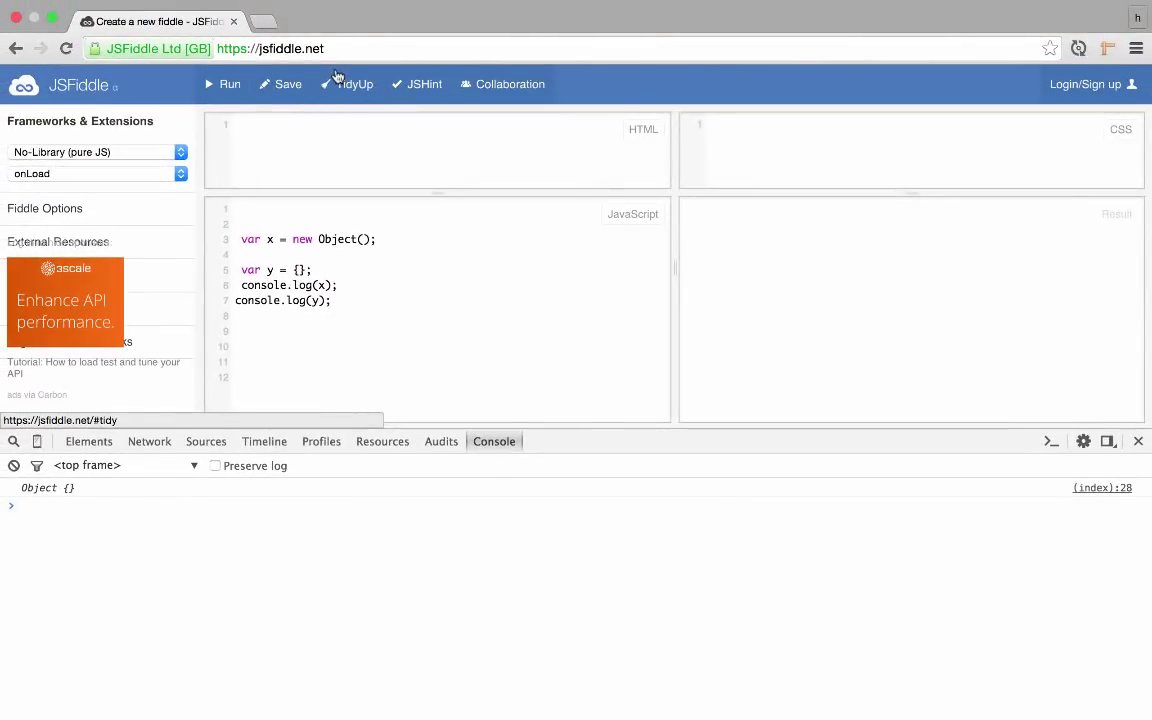 Create a new fiddle - JSFid
h
JSFiddle Ltd [GB] https://jsfiddle.net
JSFiddle
Run
Save
TidyUp
JSHint
Collaboration
Login/Sign up
Frameworks & Extensions
No-Library (pure JS)
onLoad
Fiddle Options
External Resources
3scale
Enhance API
performance.
Tutorial: How to load test and tune your
API
ads via Carbon
1
HTML
1
CSS
JavaScript
Result
1
2
3 var x = new Object();
4
5 var y = {};
6 console.log(x);
7 console.log(y);
8
9
10
11
12
https://jsfiddle.net/#tidy
Elements
Network
Sources
Timeline
Profiles
Resources
Audits
Console
<top frame>
Preserve log
Object {}
(index):28